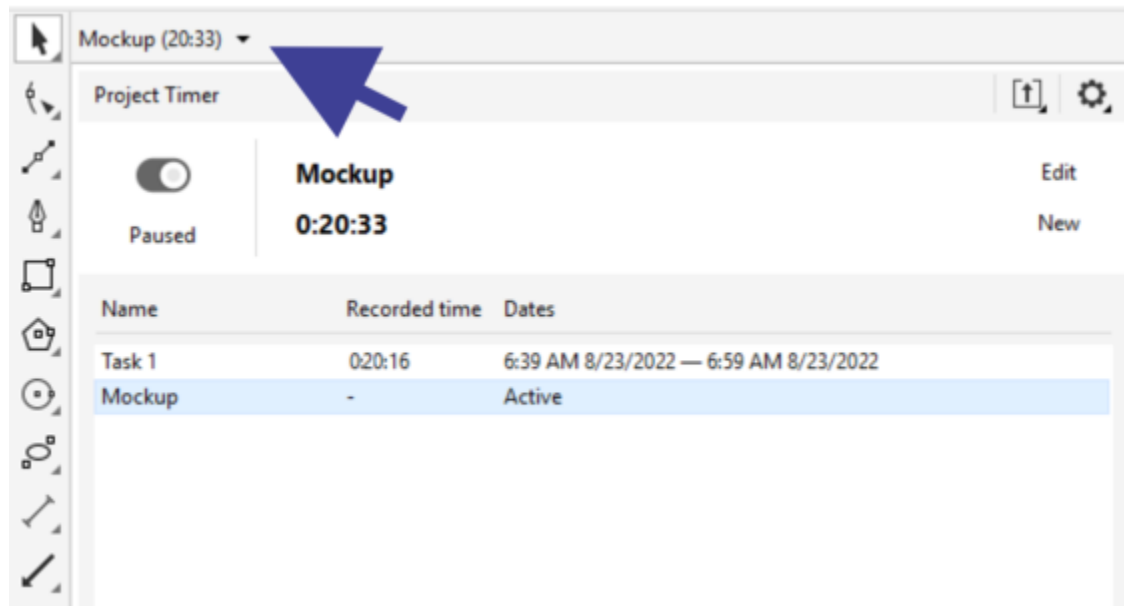 Mockup (20:33)
Project Timer
Mockup
Edit
0:20:33
New
Paused
Name Recorded time Dates
Task 1 0:20:16 6:39 AM 8/23/2022 — 6:59 AM 8/23/2022
Mockup - Active